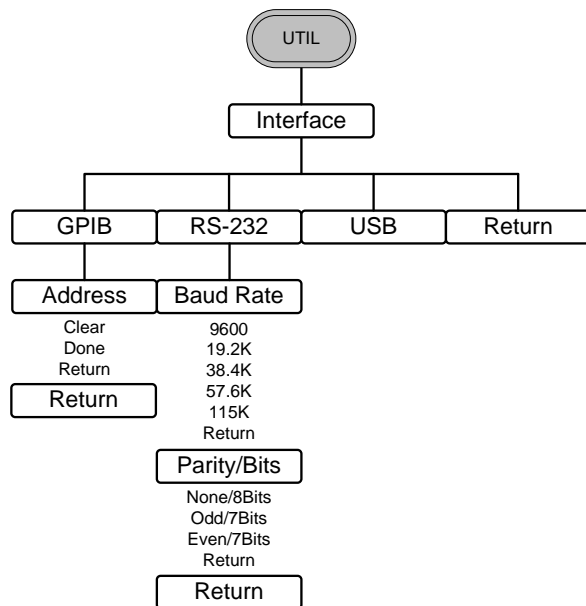 UTIL
Interface
GPIB
RS-232
USB
Return
Address
Clear
Done
Return
Return
Baud Rate
9600
19.2K
38.4K
57.6K
115K
Return
Parity/Bits
None/8Bits
Odd/7Bits
Even/7Bits
Return
Return